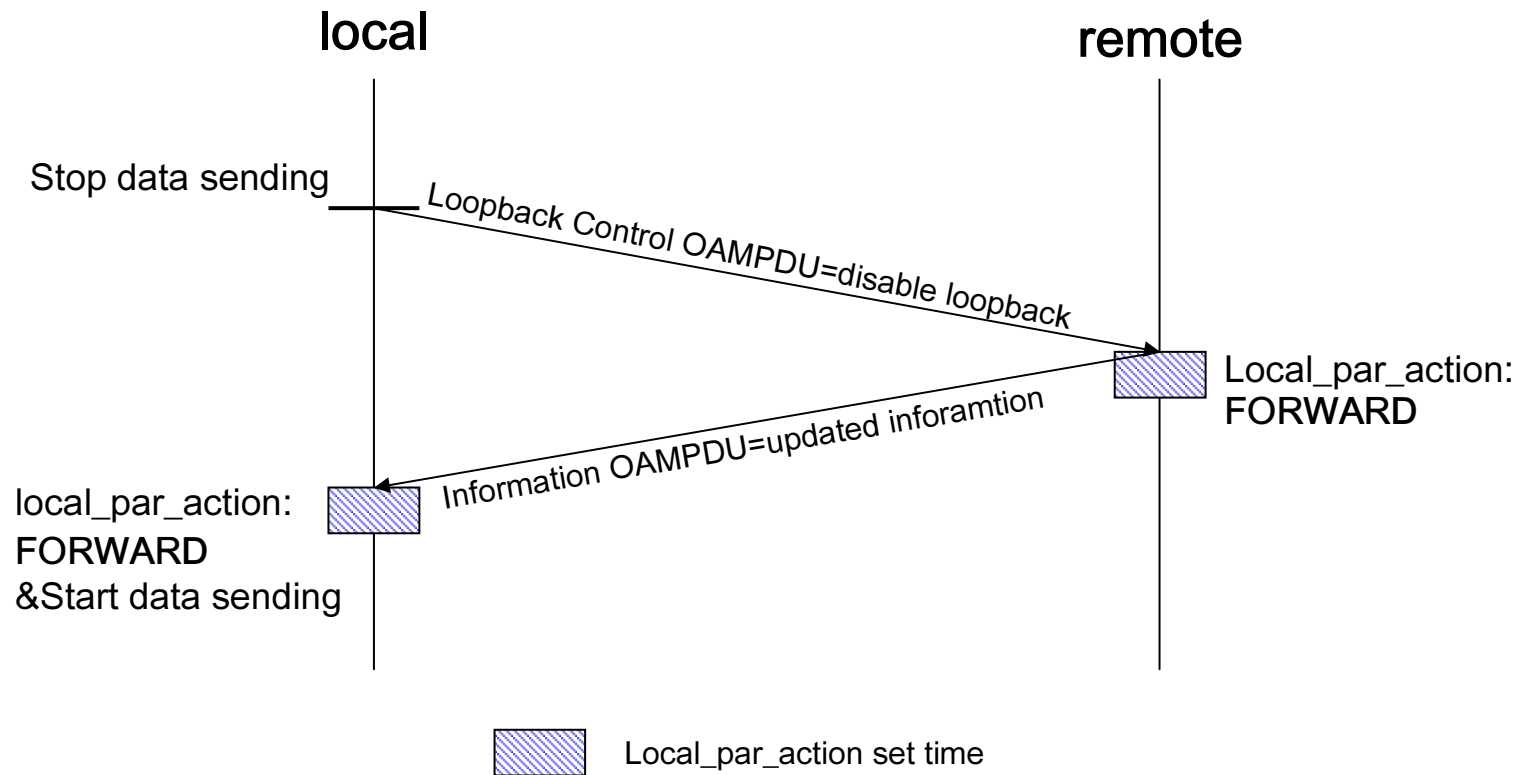 local
remote
Stop data sending
Loopback Control OAMPDU=disable loopback
Local_par_action:
FORWARD
Information OAMPDU=updated inforamtion
local_par_action:
FORWARD
&Start data sending
Local_par_action set time